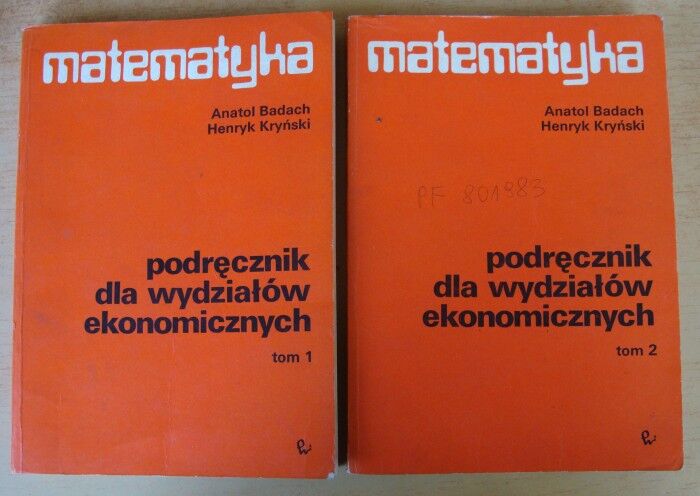 matematyka
Anatol Badach
Henryk Kryński
podręcznik
dla wydziałów
ekonomicznych
tom 1
matematyka
Anatol Badach
Henryk Kryński
PF 801983
podręcznik
dla wydziałów
ekonomicznych
tom 2